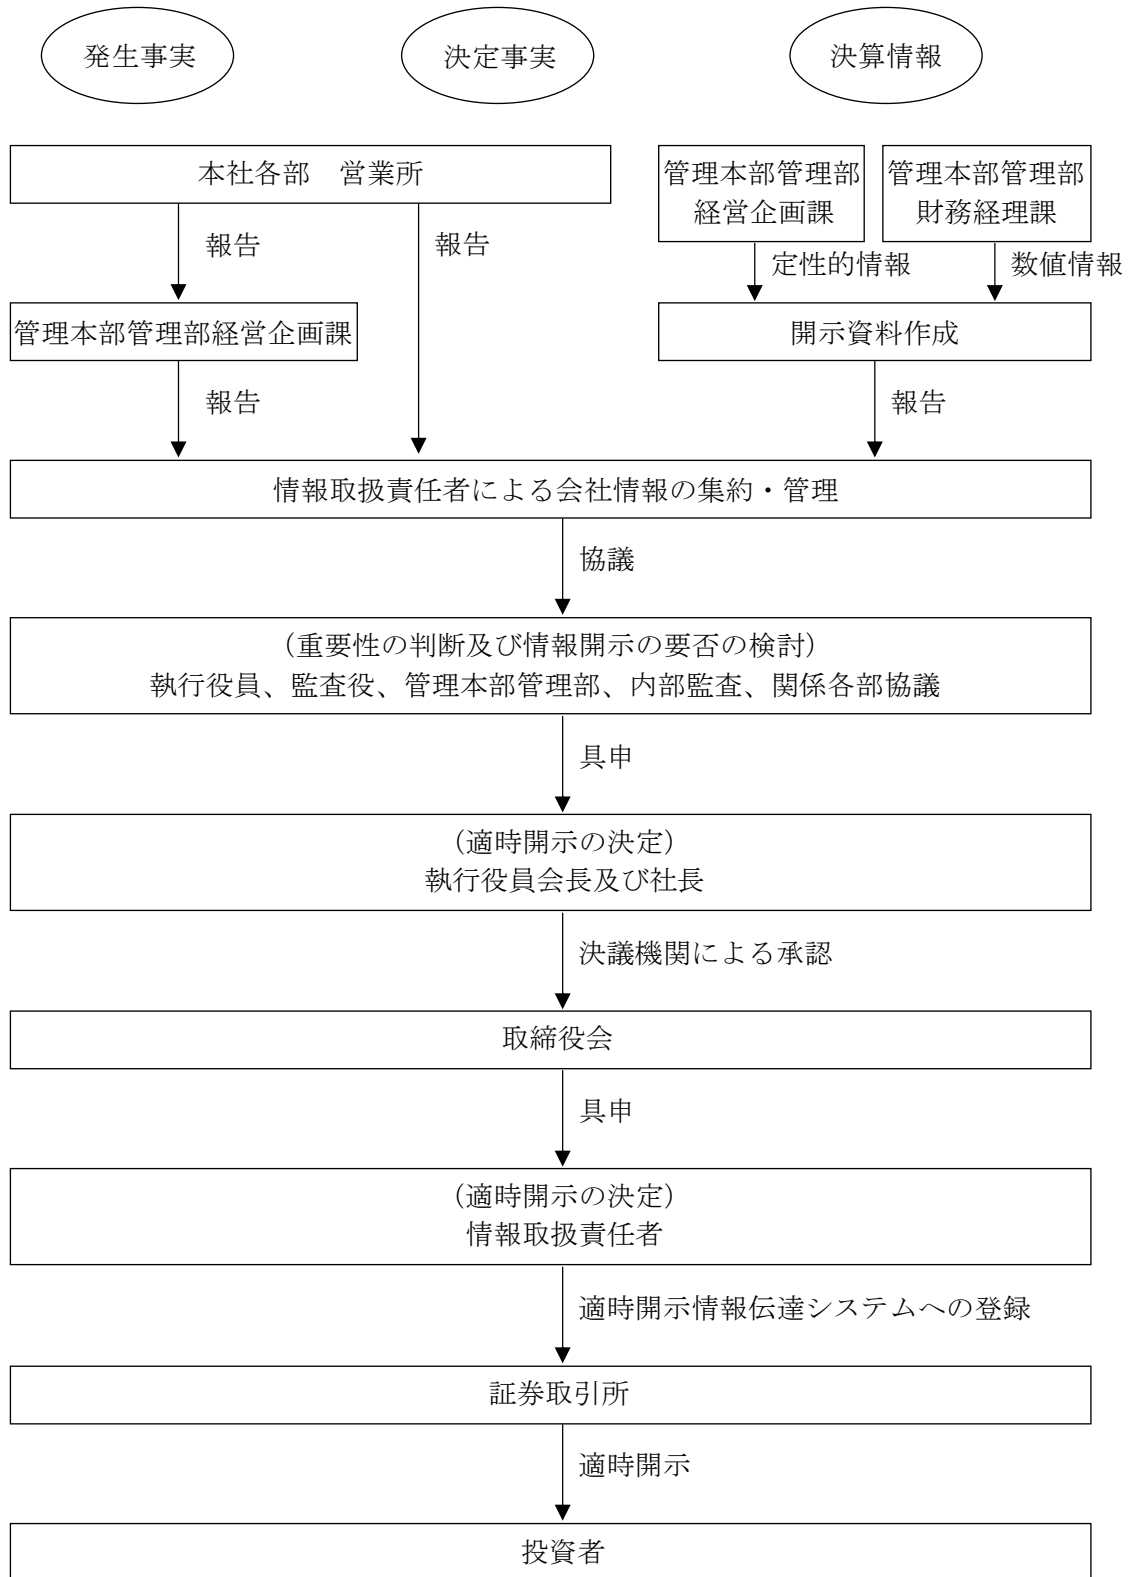 発生事実
決定事実
決算情報
本社各部　営業所
管理本部管理部
経営企画課
管理本部管理部
財務経理課
報告
報告
定性的情報
数値情報
管理本部管理部経営企画課
開示資料作成
報告
報告
情報取扱責任者による会社情報の集約・管理
協議
（重要性の判断及び情報開示の要否の検討）
執行役員、監査役、管理本部管理部、内部監査、関係各部協議
具申
（適時開示の決定）
執行役員会長及び社長
決議機関による承認
取締役会
具申
（適時開示の決定）
情報取扱責任者
適時開示情報伝達システムへの登録
証券取引所
適時開示
投資者